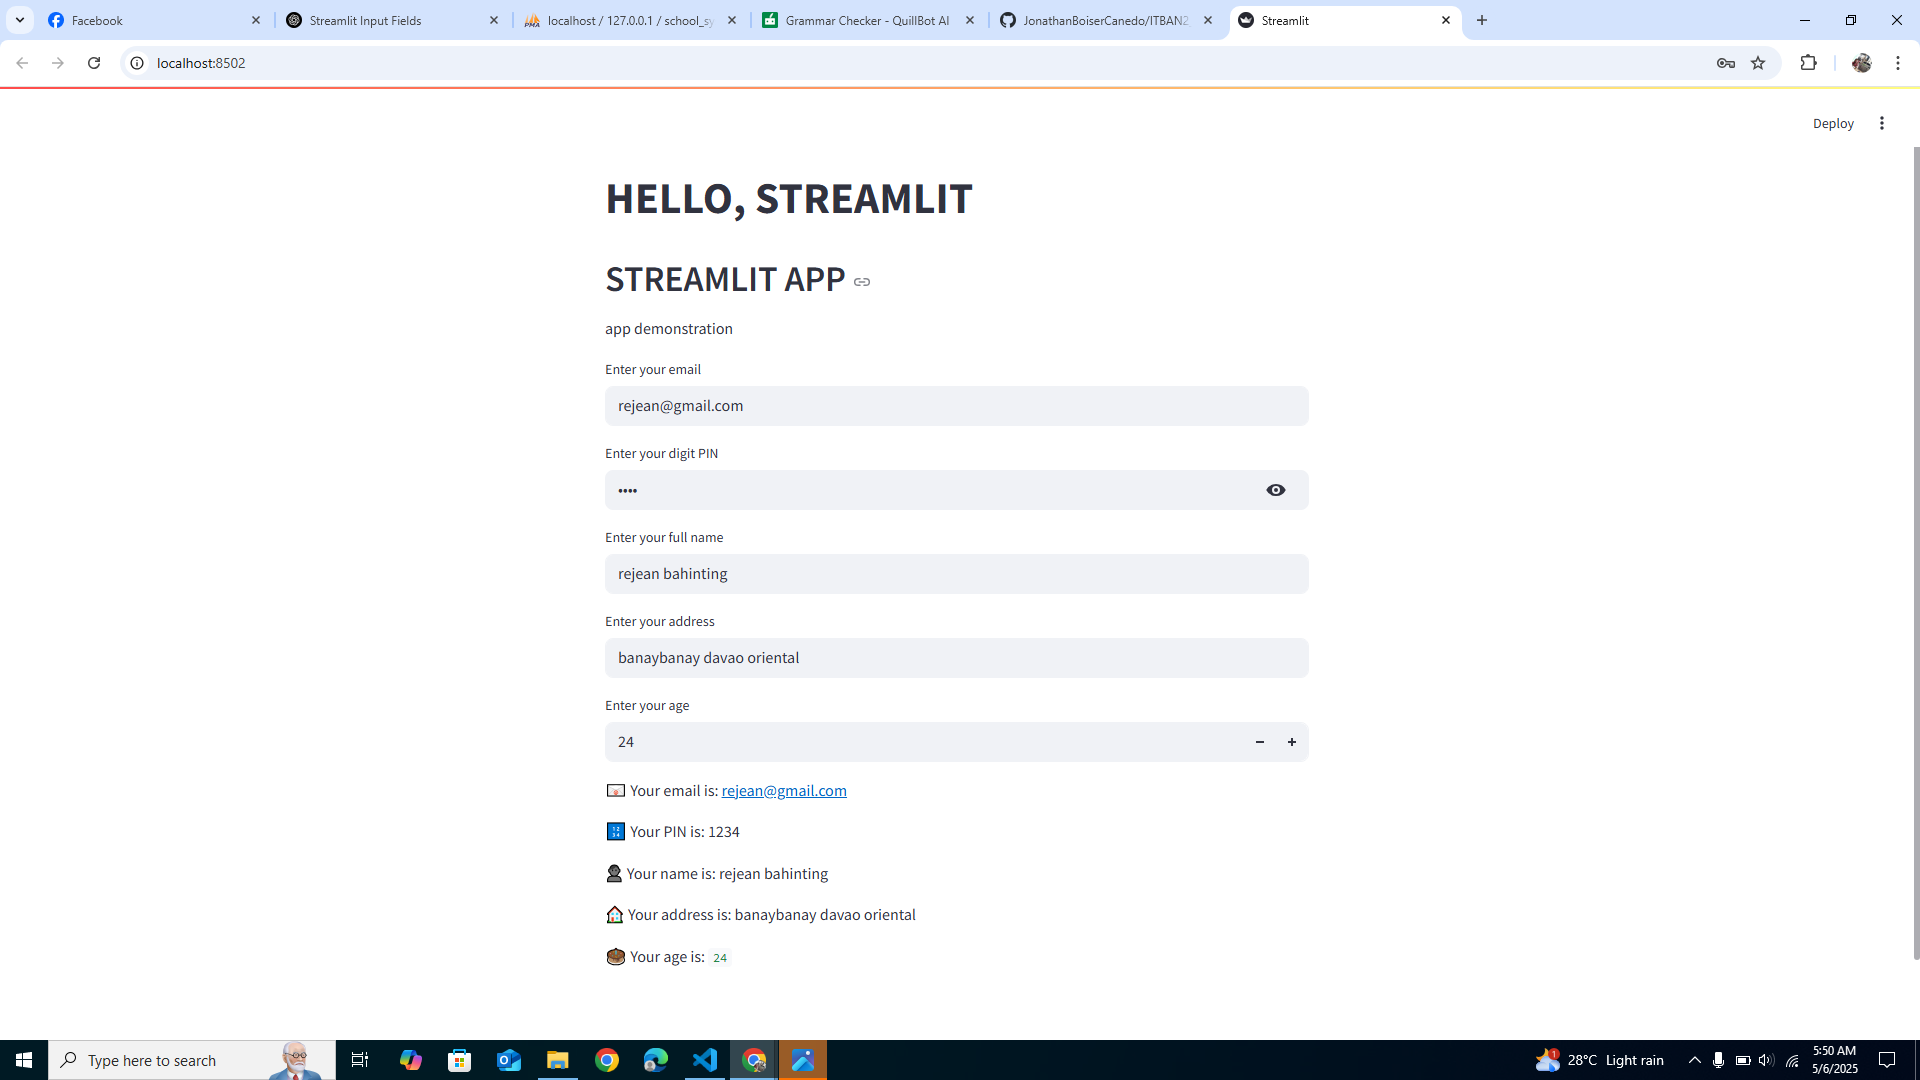 Facebook
Streamlit Input Fields
localhost / 127.0.0.1 / school_sy
Grammar Checker - QuillBot AI
JonathanBoiserCanedo/ITBAN2
Streamlit
localhost:8502
Deploy
HELLO, STREAMLIT
STREAMLIT APP
app demonstration
Enter your email
rejean@gmail.com
Enter your digit PIN
••••
Enter your full name
rejean bahinting
Enter your address
banaybanay davao oriental
Enter your age
24
Your email is: rejean@gmail.com
Your PIN is: 1234
Your name is: rejean bahinting
Your address is: banaybanay davao oriental
Your age is: 24
Type here to search
1
28°C Light rain
5:50 AM
5/6/2025